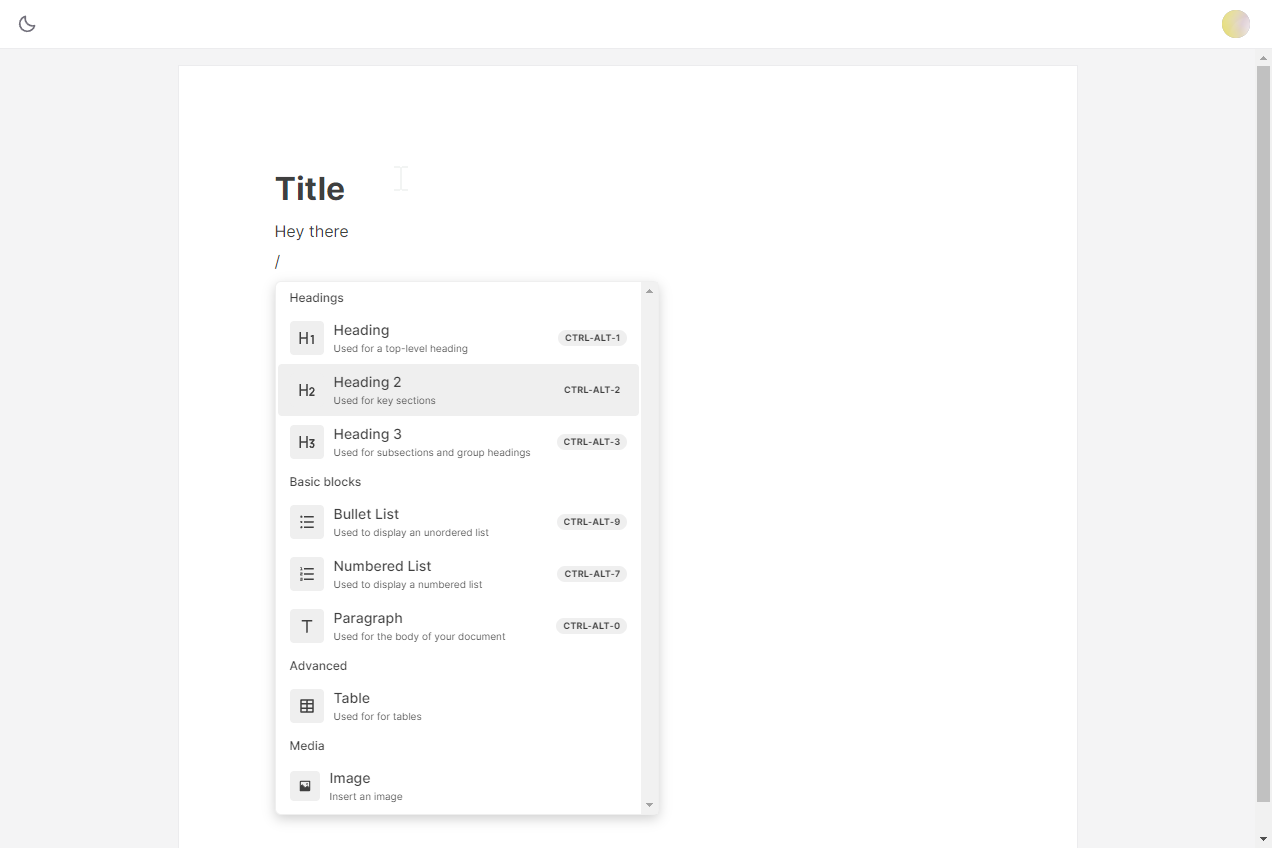 Title
Hey there
/
Headings
H1 Heading CTRL-ALT-1
Used for a top-level heading
H2 Heading 2 CTRL-ALT-2
Used for key sections
H3 Heading 3 CTRL-ALT-3
Used for subsections and group headings
Basic blocks
Bullet List CTRL-ALT-9
Used to display an unordered list
Numbered List CTRL-ALT-7
Used to display a numbered list
T Paragraph CTRL-ALT-0
Used for the body of your document
Advanced
Table
Used for for tables
Media
Image
Insert an image